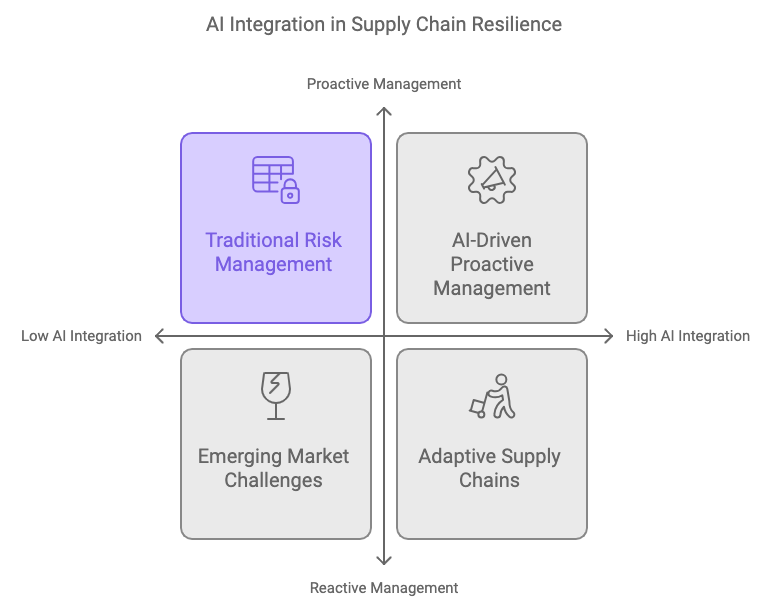 AI Integration in Supply Chain Resilience
Proactive Management
Traditional Risk
Management
AI-Driven
Proactive
Management
Low AI Integration
High AI Integration
Emerging Market
Challenges
Adaptive Supply
Chains
Reactive Management